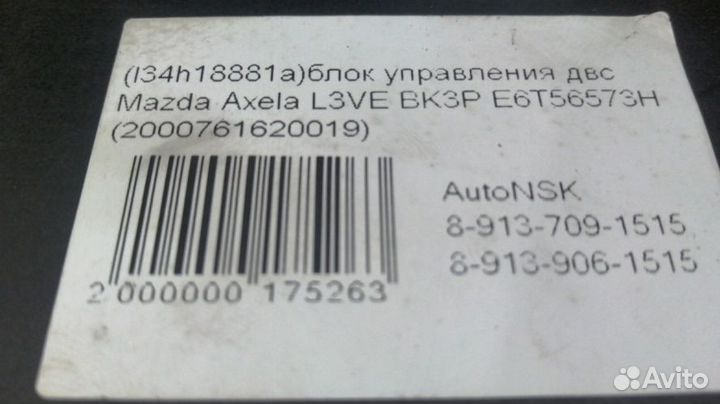 (l34h18881a)блок управления двс
Mazda Axela L3VE BK3P E6T56573H
(2000761620019)
AutoNSK
8-913-709-1515
8-913-906-1515
2 000000 175263
Avito